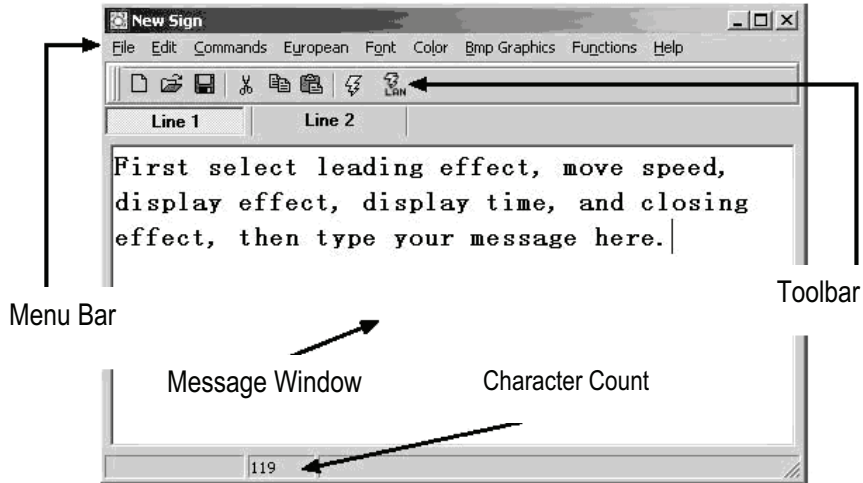 New Sign
File Edit Commands European Font Color Bmp Graphics Functions Help
LAN
Line 1 Line 2
First select leading effect, move speed,
display effect, display time, and closing
effect, then type your message here.
Toolbar
Menu Bar
Message Window Character Count
119